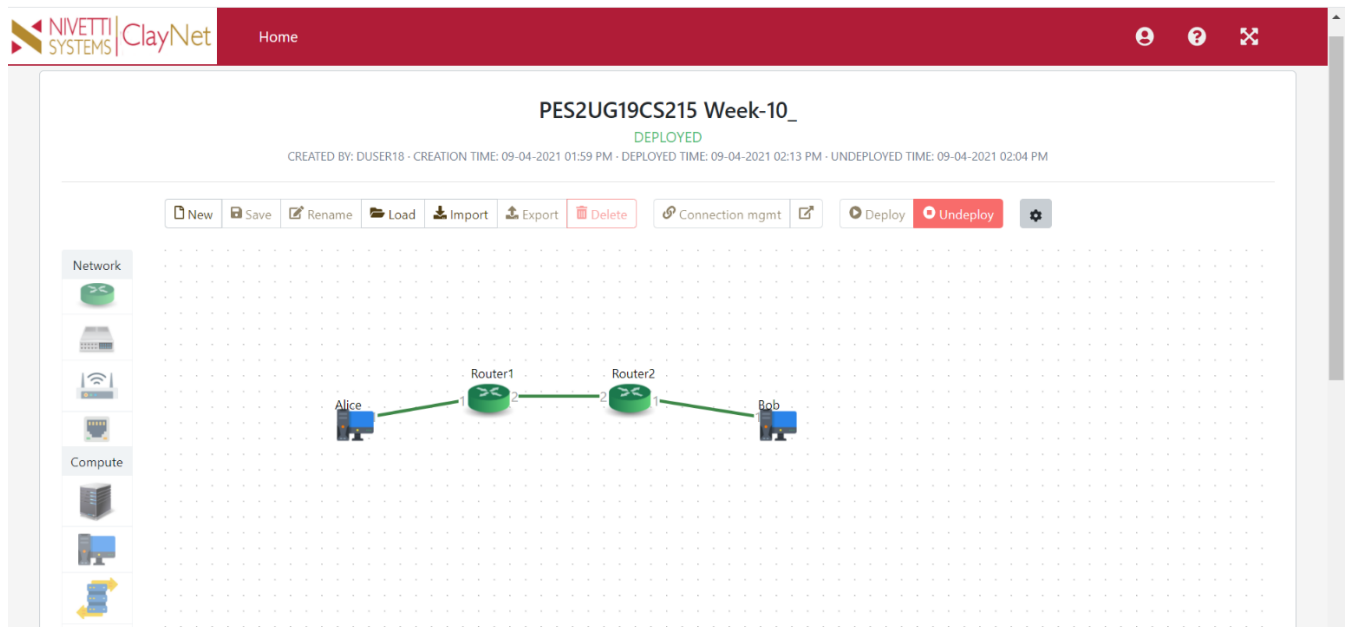 NIVETTI SYSTEMS ClayNet Home
PES2UG19CS215 Week-10_
DEPLOYED
CREATED BY: DUSER18 · CREATION TIME: 09-04-2021 01:59 PM · DEPLOYED TIME: 09-04-2021 02:13 PM · UNDEPLOYED TIME: 09-04-2021 02:04 PM
New Save Rename Load Import Export Delete Connection mgmt Deploy Undeploy
Network
Router1 Router2
1 2 2 1
Alice Bob
1
Compute